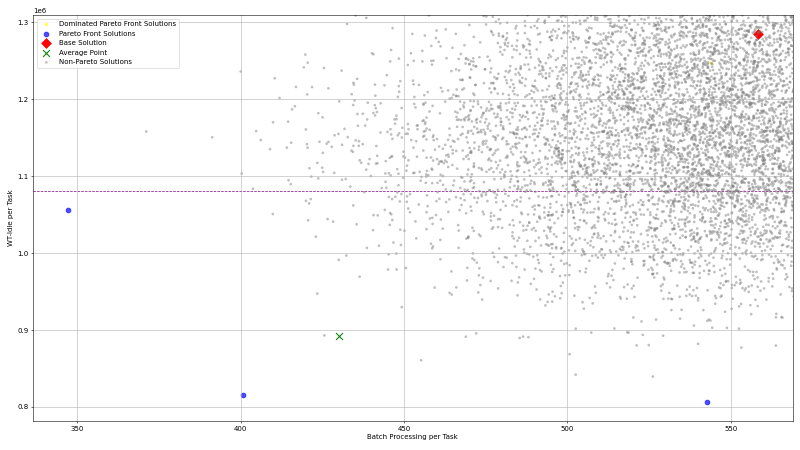 1e6
Dominated Pareto Front Solutions
Pareto Front Solutions
Base Solution
Average Point
Non-Pareto Solutions
1.3
1.2
1.1
1.0
0.9
0.8
WT-Idle per Task
350
400
450
500
550
Batch Processing per Task